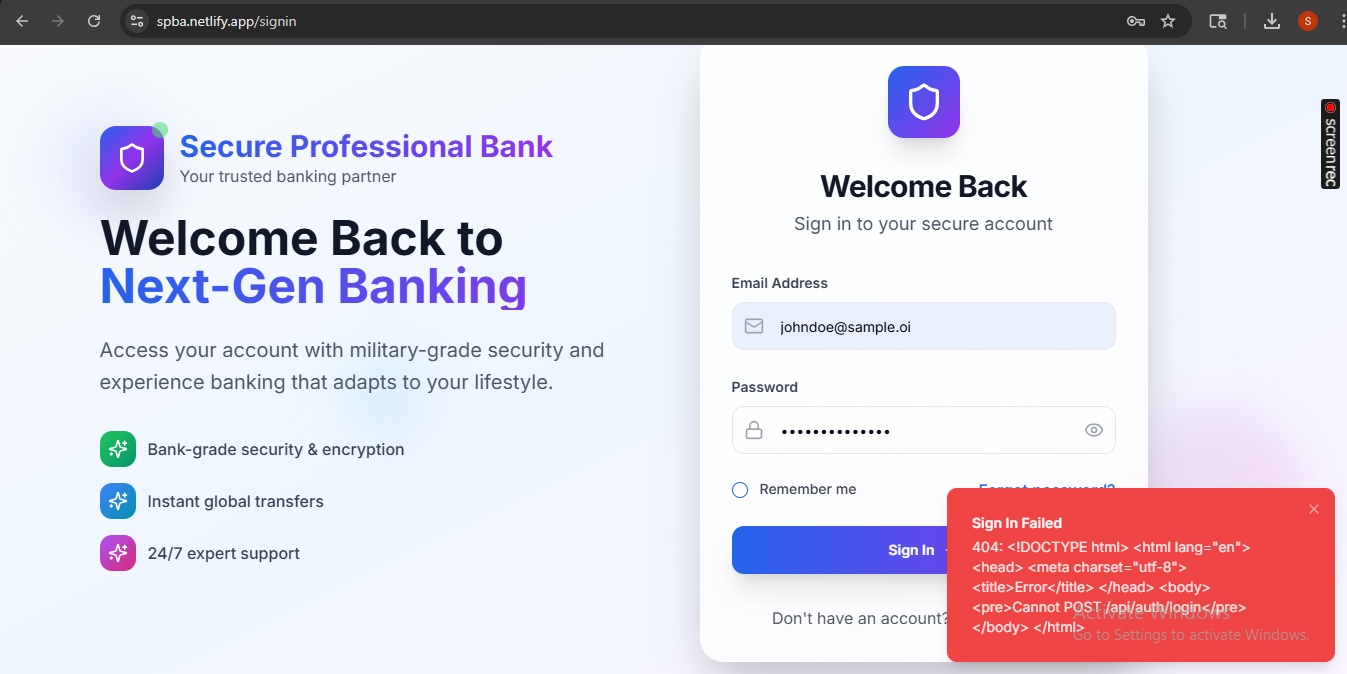 spba.netlify.app/signin
S
screenrec
Secure Professional Bank
Your trusted banking partner
Welcome Back to
Next-Gen Banking
Access your account with military-grade security and
experience banking that adapts to your lifestyle.
Bank-grade security & encryption
Instant global transfers
24/7 expert support
Welcome Back
Sign in to your secure account
Email Address
johndoe@sample.oi
Password
••••••••••••••
Remember me
Forgot password?
Sign In
Don't have an account?
Sign In Failed
404: <!DOCTYPE html> <html lang="en">
<head> <meta charset="utf-8">
<title>Error</title> </head> <body>
<pre>Cannot POST /api/auth/login</pre>
</body> </html>
Activate Windows
Go to Settings to activate Windows.